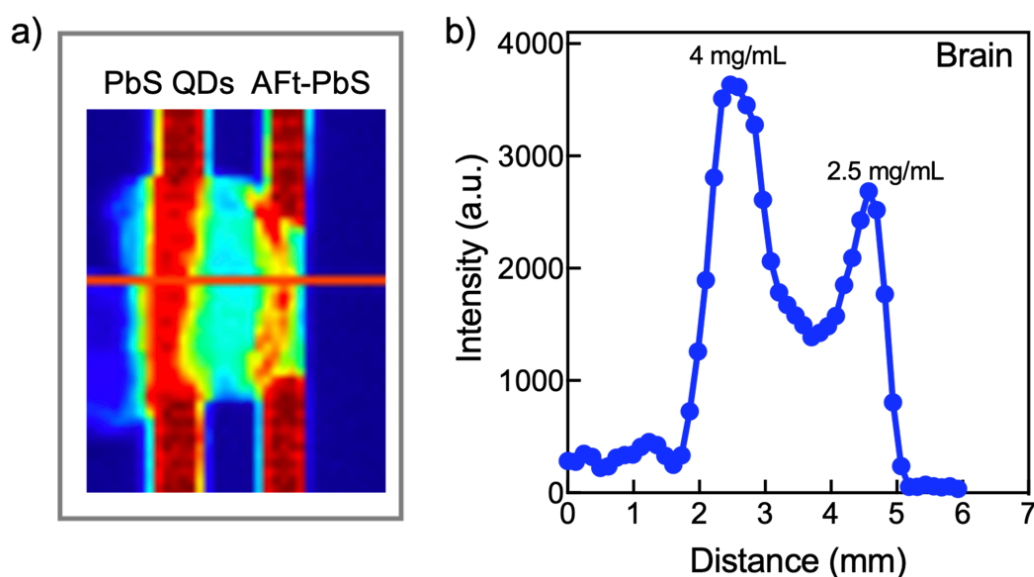 a)
PbS QDs AFt-PbS
b)
Brain
4 mg/mL
2.5 mg/mL
Intensity (a.u.)
4000
3000
2000
1000
0
0 1 2 3 4 5 6 7
Distance (mm)